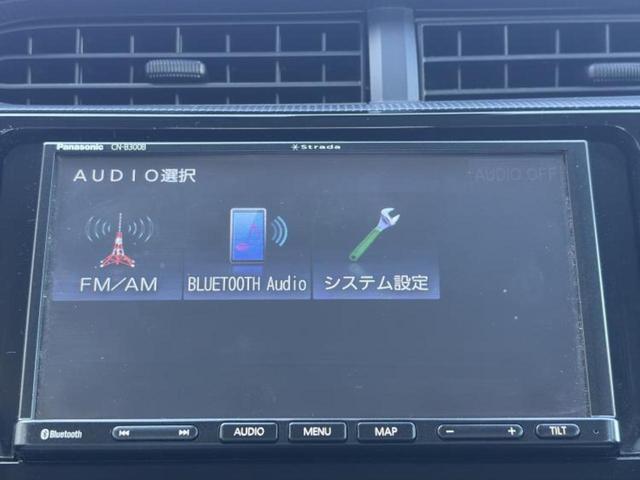 Panasonic CN-B300B Strada
AUDIO選択 AUDIO OFF
FM/AM BLUETOOTH Audio システム設定
Bluetooth AUDIO MENU MAP - + TILT